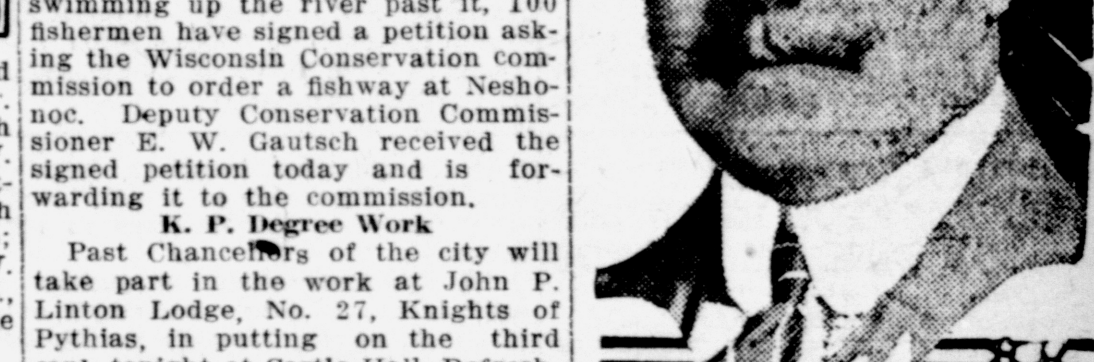 swimming up the river past it, 100
fishermen have signed a petition ask-
ing the Wisconsin Conservation com-
mission to order a fishway at Nesho-
noc. Deputy Conservation Commis-
sioner E. W. Gautsch received the
signed petition today and is for-
warding it to the commission.
K. P. Degree Work
Past Chancellors of the city will
take part in the work at John P.
Linton Lodge, No. 27, Knights of
Pythias, in putting on the third